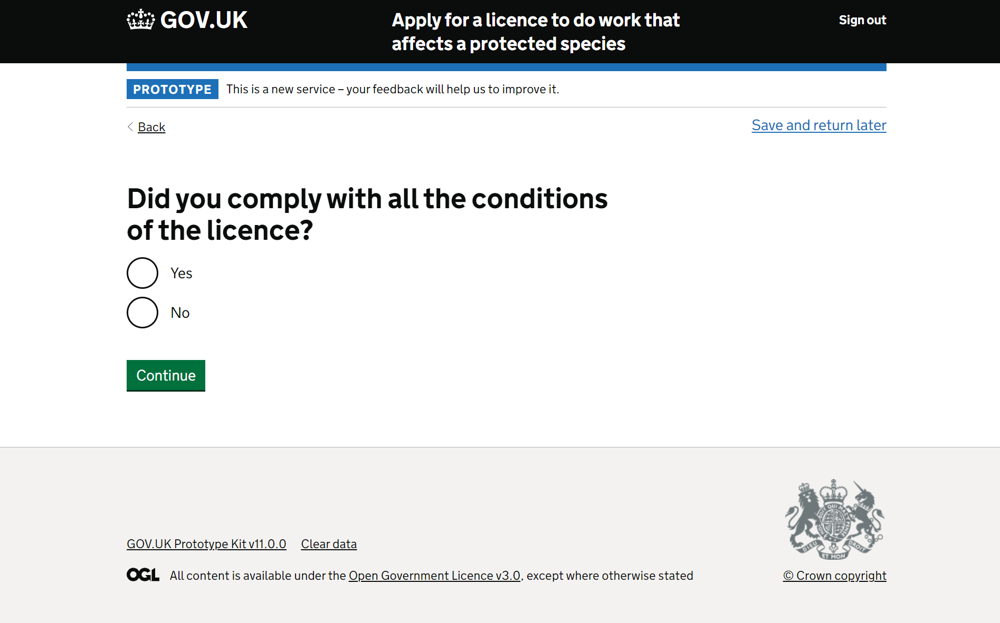 GOV.UK
Apply for a licence to do work that
affects a protected species
Sign out
PROTOTYPE This is a new service – your feedback will help us to improve it.
Back
Save and return later
Did you comply with all the conditions
of the licence?
Yes
No
Continue
GOV.UK Prototype Kit v11.0.0 Clear data
OGL All content is available under the Open Government Licence v3.0, except where otherwise stated
DIEU ET MON DROIT
© Crown copyright